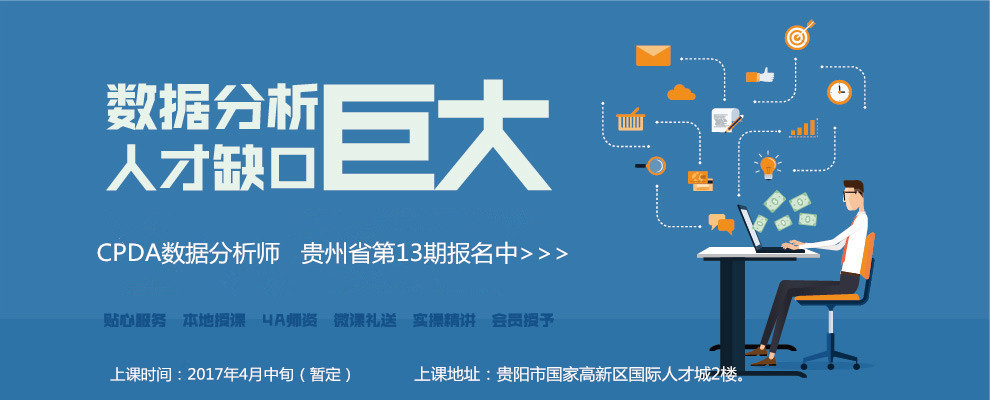 数据分析
人才缺口
巨大
CPDA数据分析师 贵州省第13期报名中>>>
贴心服务 本地授课 4A师资 微课礼送 实操精讲 会员授予
上课时间：2017年4月中旬（暂定） 上课地址：贵阳市国家高新区国际人才城2楼。